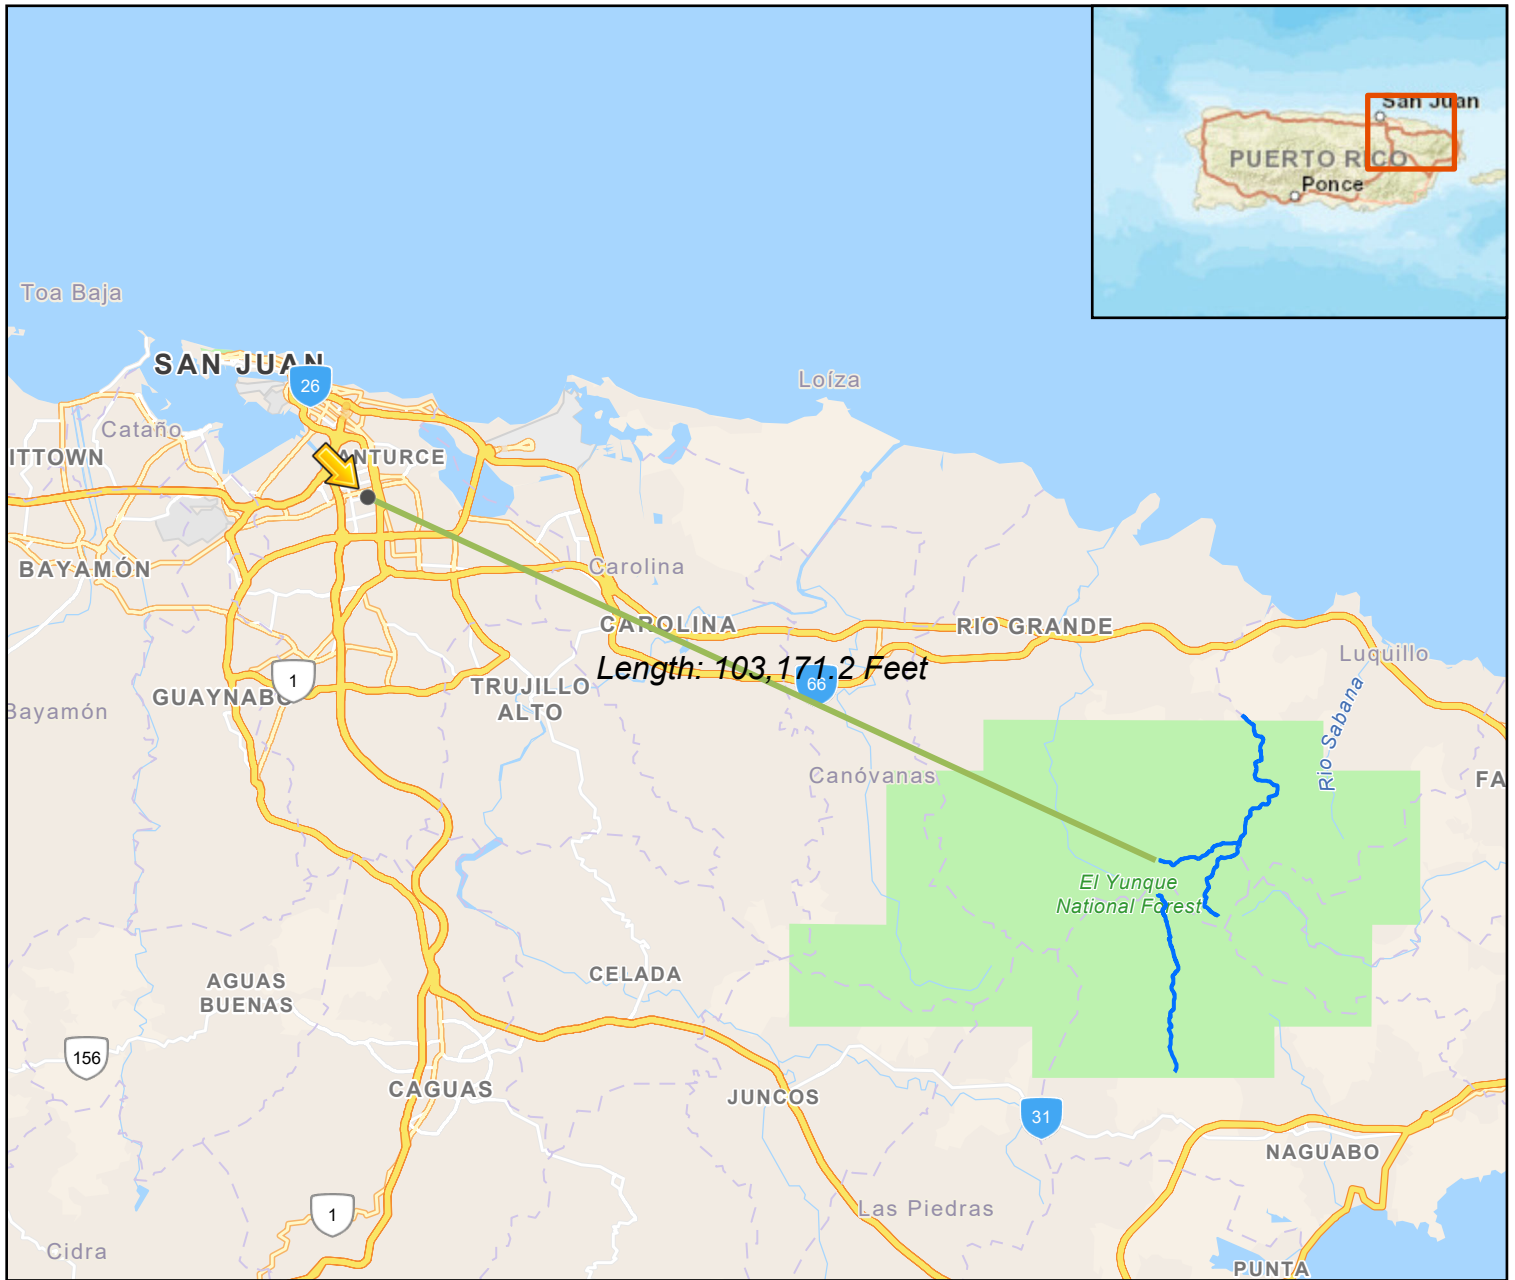 San Juan
PUERTO RICO
Ponce
Toa Baja
SAN JUAN
26
Loíza
Cataño
ITTOWN
ANTURCE
BAYAMÓN
Carolina
CAROLINA
RIO GRANDE
Length: 103,171.2 Feet
Luquillo
1
66
GUAYNABO
TRUJILLO
ALTO
Bayamón
Rio Sabana
Canóvanas
FA
El Yunque
National Forest
CELADA
AGUAS
BUENAS
156
CAGUAS
JUNCOS
31
NAGUABO
1
Las Piedras
Cidra
PUNTA